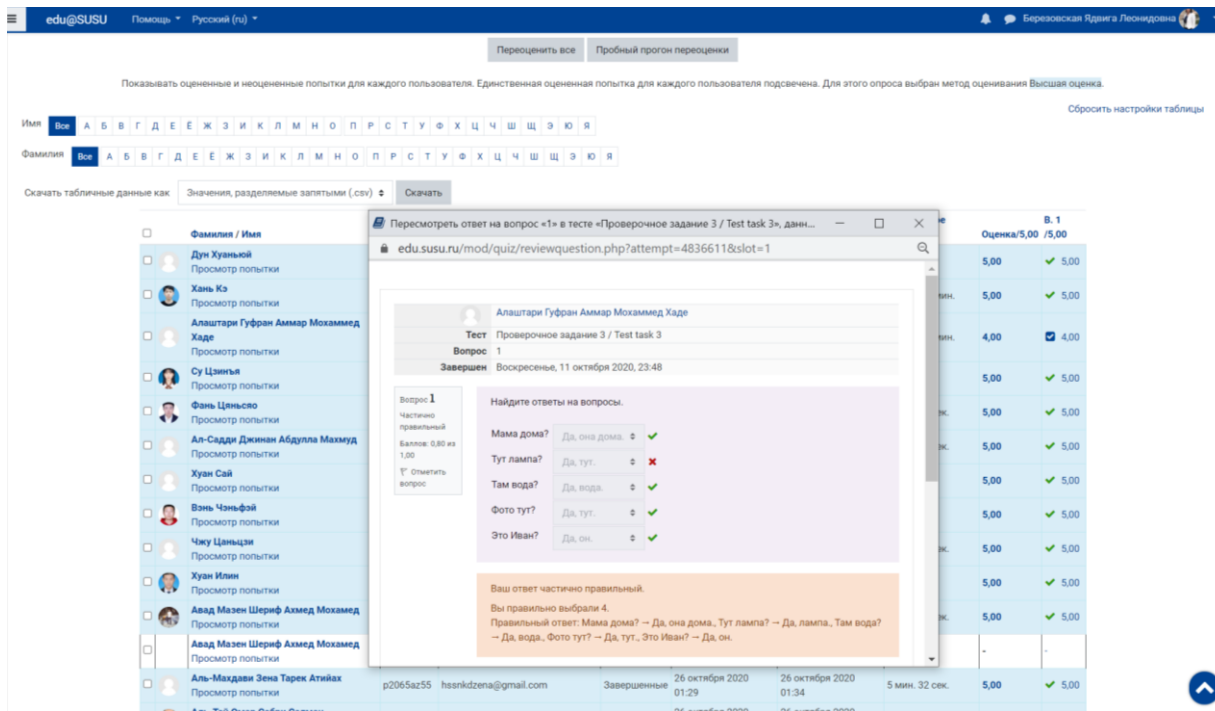 edu@SUSU Помощь Русский (ru) Березовская Ядвига Леонидовна
Переоценить все Пробный прогон переоценки
Показывать оцененные и неоцененные попытки для каждого пользователя. Единственная оцененная попытка для каждого пользователя подсвечена. Для этого опроса выбран метод оценивания Высшая оценка.
Сбросить настройки таблицы
Имя Все А Б В Г Д Е Ё Ж З И К Л М Н О П Р С Т У Ф Х Ц Ч Ш Щ Э Ю Я
Фамилия Все А Б В Г Д Е Ё Ж З И К Л М Н О П Р С Т У Ф Х Ц Ч Ш Щ Э Ю Я
Скачать табличные данные как Значения, разделяемые запятыми (.csv) Скачать
Фамилия / Имя
Оценка/5,00
В. 1
/5,00
Дун Хуаньюй
Просмотр попытки
5,00 5,00
Хань Кэ
Просмотр попытки
мин. 5,00 5,00
Алаштари Гуфран Аммар Мохаммед
Хаде
Просмотр попытки
мин. 4,00 4,00
Су Цзинъя
Просмотр попытки
5,00 5,00
Фань Цяньсяо
Просмотр попытки
ек. 5,00 5,00
Ал-Садди Джинан Абдулла Махмуд
Просмотр попытки
ек. 5,00 5,00
Хуан Сай
Просмотр попытки
5,00 5,00
Вэнь Чэньфэй
Просмотр попытки
5,00 5,00
Чжу Цаньцзи
Просмотр попытки
ек. 5,00 5,00
Хуан Илин
Просмотр попытки
5,00 5,00
Авад Мазен Шериф Ахмед Мохамед
Просмотр попытки
ек. 5,00 5,00
Авад Мазен Шериф Ахмед Мохамед
Просмотр попытки
- -
Аль-Махдави Зена Тарек Атийах
Просмотр попытки
p2065az55 hssnkdzena@gmail.com Завершенные
26 октября 2020
01:29
26 октября 2020
01:34
5 мин. 32 сек. 5,00 5,00
Пересмотреть ответ на вопрос «1» в тесте «Проверочное задание 3 / Test task 3», данн...
edu.susu.ru/mod/quiz/reviewquestion.php?attempt=4836611&slot=1
Алаштари Гуфран Аммар Мохаммед Хаде
Тест Проверочное задание 3 / Test task 3
Вопрос 1
Завершен Воскресенье, 11 октября 2020, 23:48
Вопрос 1
Частично
правильный
Баллов: 0,80 из
1,00
Отметить
вопрос
Найдите ответы на вопросы.
Мама дома? Да, она дома.
Тут лампа? Да, тут.
Там вода? Да, вода.
Фото тут? Да, тут.
Это Иван? Да, он.
Ваш ответ частично правильный.
Вы правильно выбрали 4.
Правильный ответ: Мама дома? → Да, она дома., Тут лампа? → Да, лампа., Там вода?
→ Да, вода., Фото тут? → Да, тут., Это Иван? → Да, он.